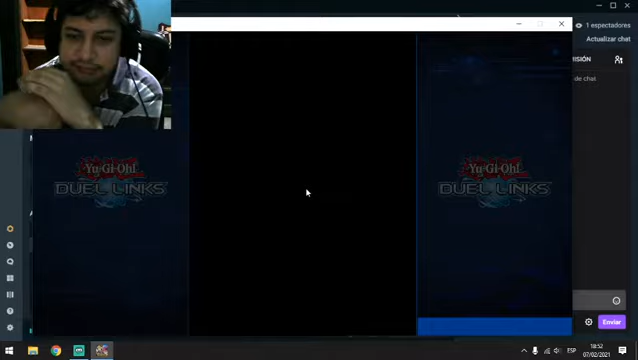 1 espectadores
Actualizar chat
ISIÓN
de chat
Yu-Gi-Oh!
DUEL LINKS
Yu-Gi-Oh!
DUEL LINKS
Enviar
ESP
18:52
07/02/2021